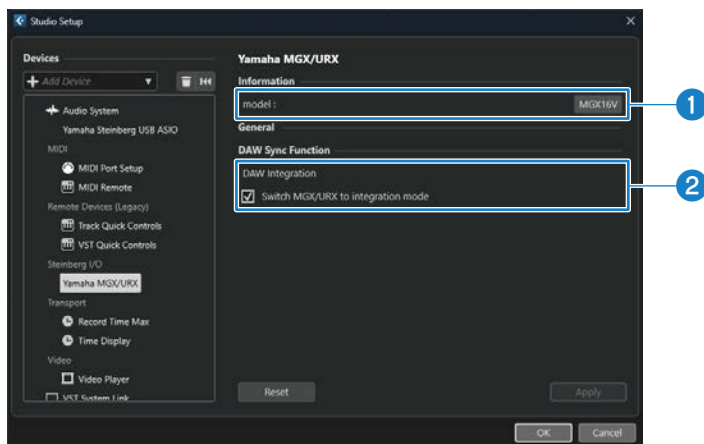 Studio Setup
Devices
Add Device
Audio System
Yamaha Steinberg USB ASIO
MIDI
MIDI Port Setup
MIDI Remote
Remote Devices (Legacy)
Track Quick Controls
VST Quick Controls
Steinberg I/O
Yamaha MGX/URX
Transport
Record Time Max
Time Display
Video
Video Player
VST System Link
Yamaha MGX/URX
Information
model :
MGX16V
1
General
DAW Sync Function
DAW Integration
Switch MGX/URX to integration mode
2
Reset
Apply
OK
Cancel